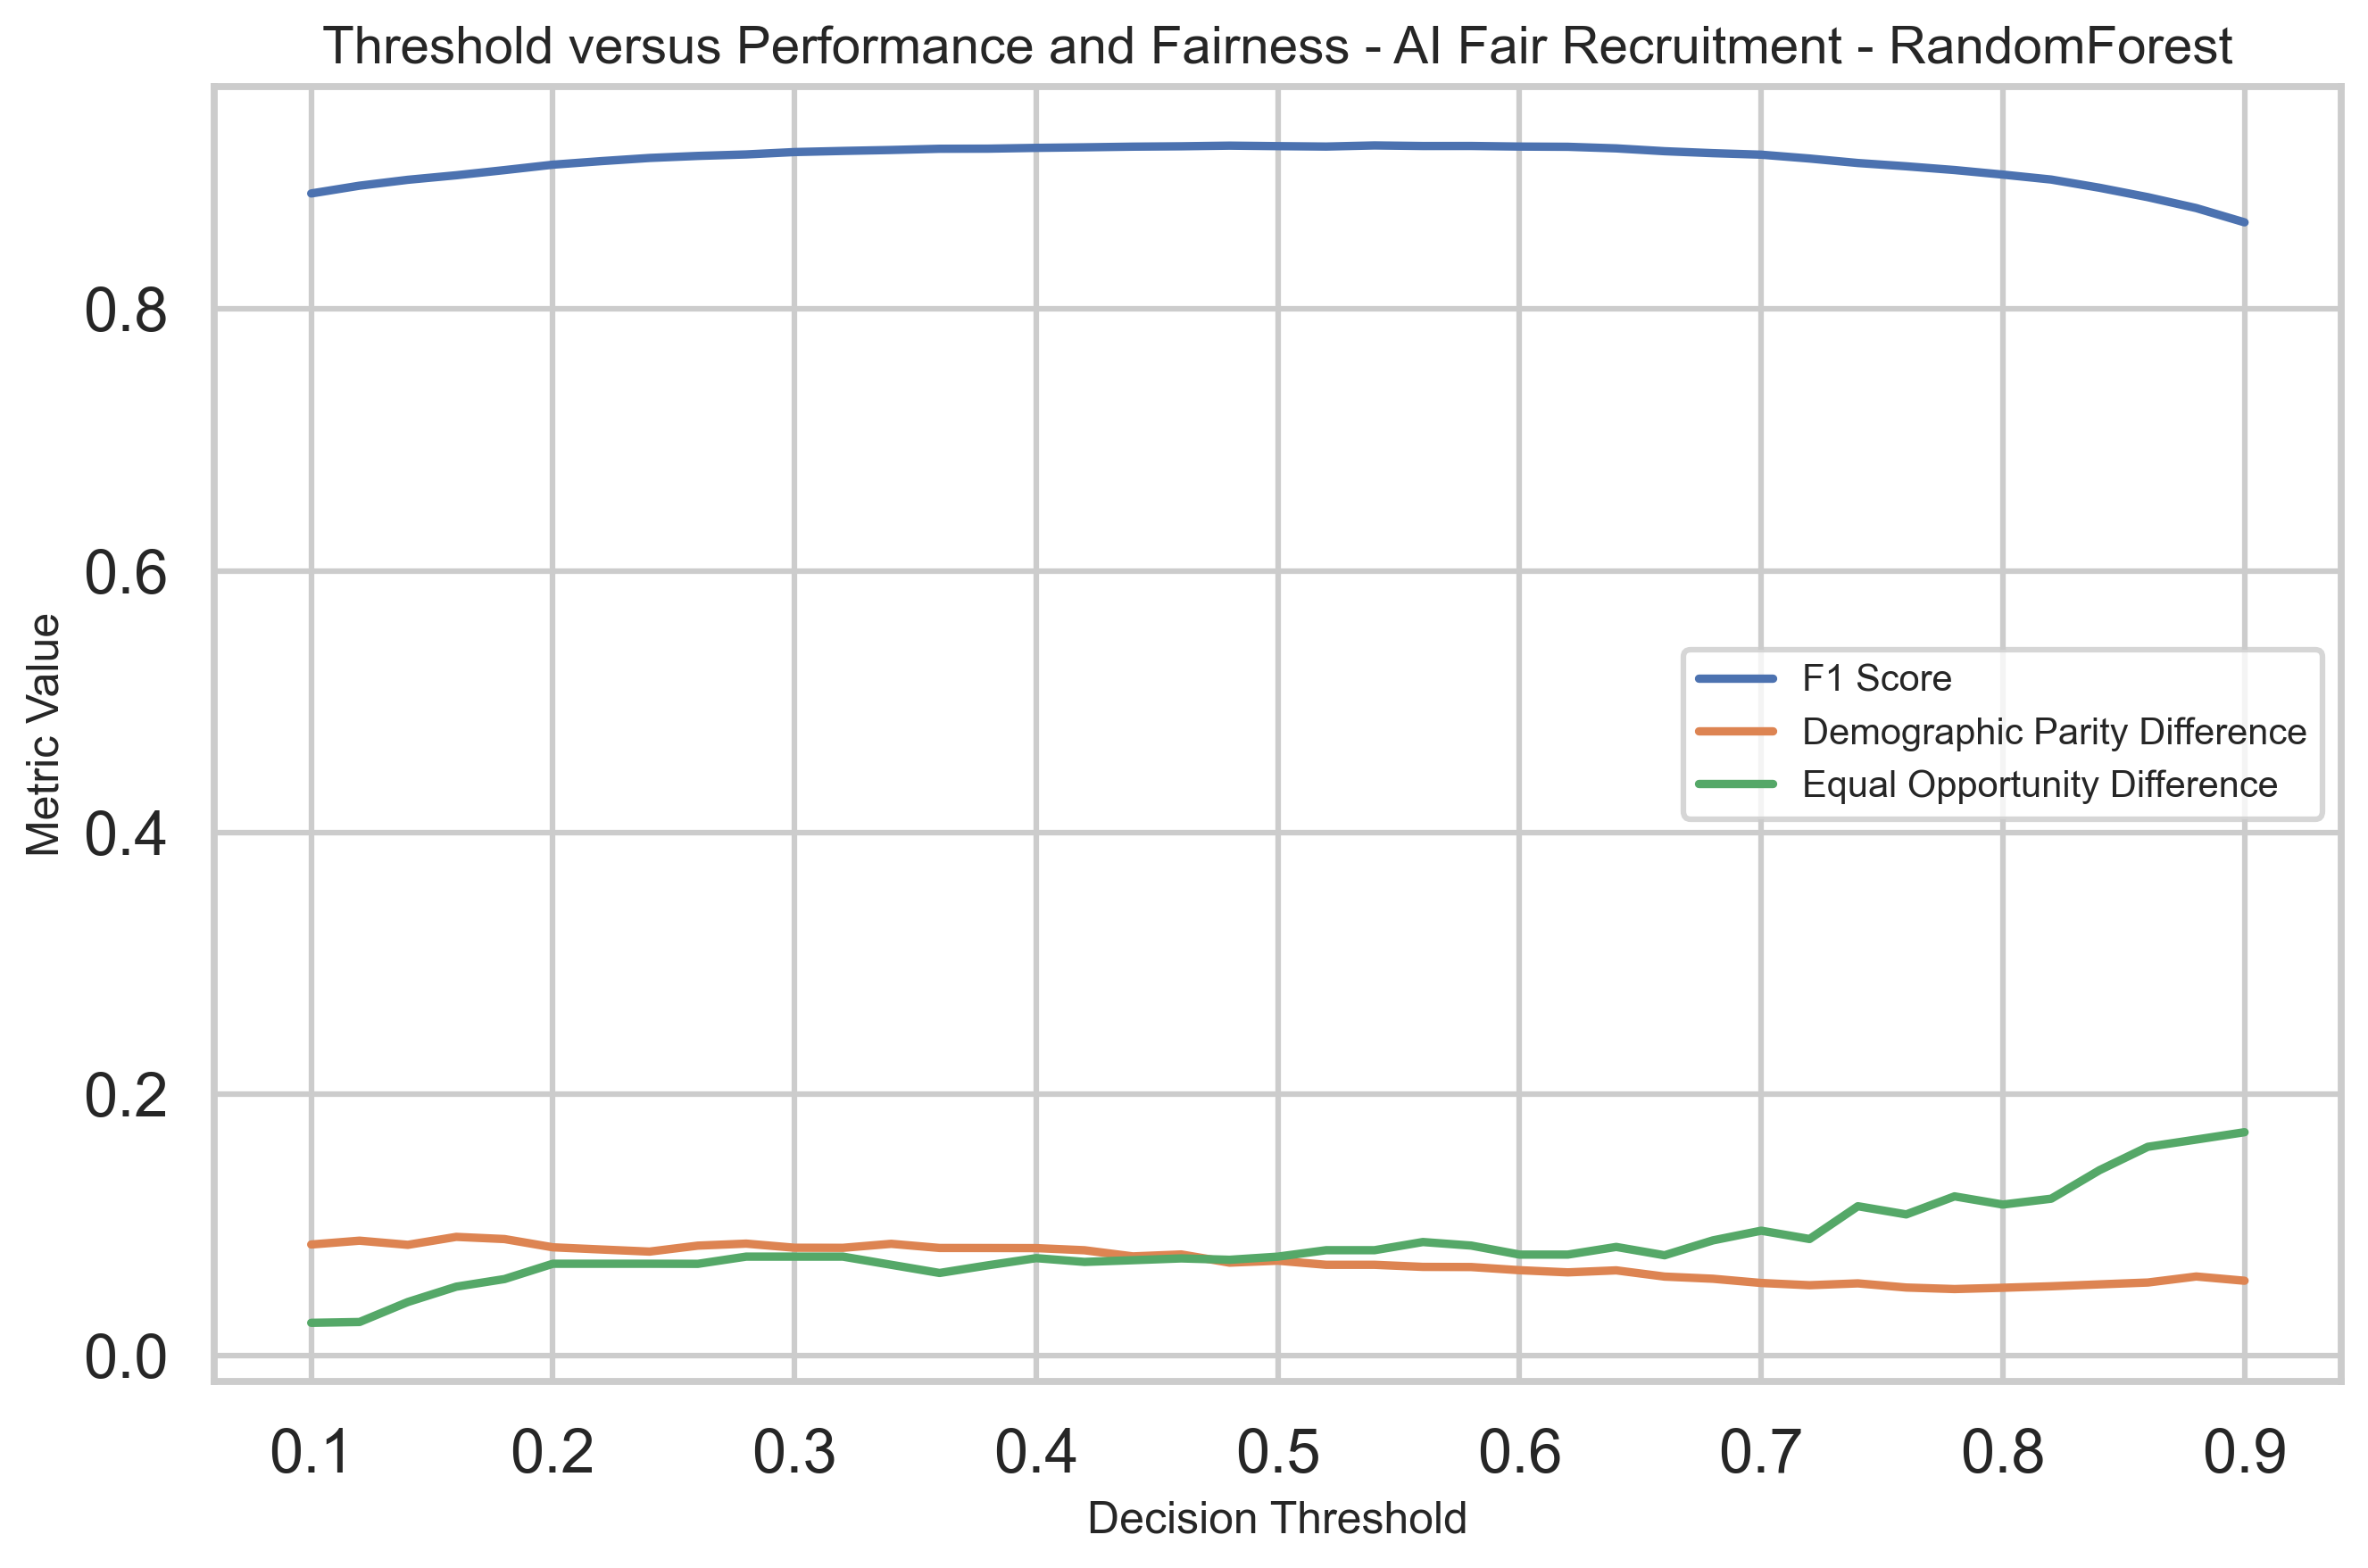 Threshold versus Performance and Fairness - AI Fair Recruitment - RandomForest
Metric Value
0.8
0.6
0.4
0.2
0.0
F1 Score
Demographic Parity Difference
Equal Opportunity Difference
0.1 0.2 0.3 0.4 0.5 0.6 0.7 0.8 0.9
Decision Threshold